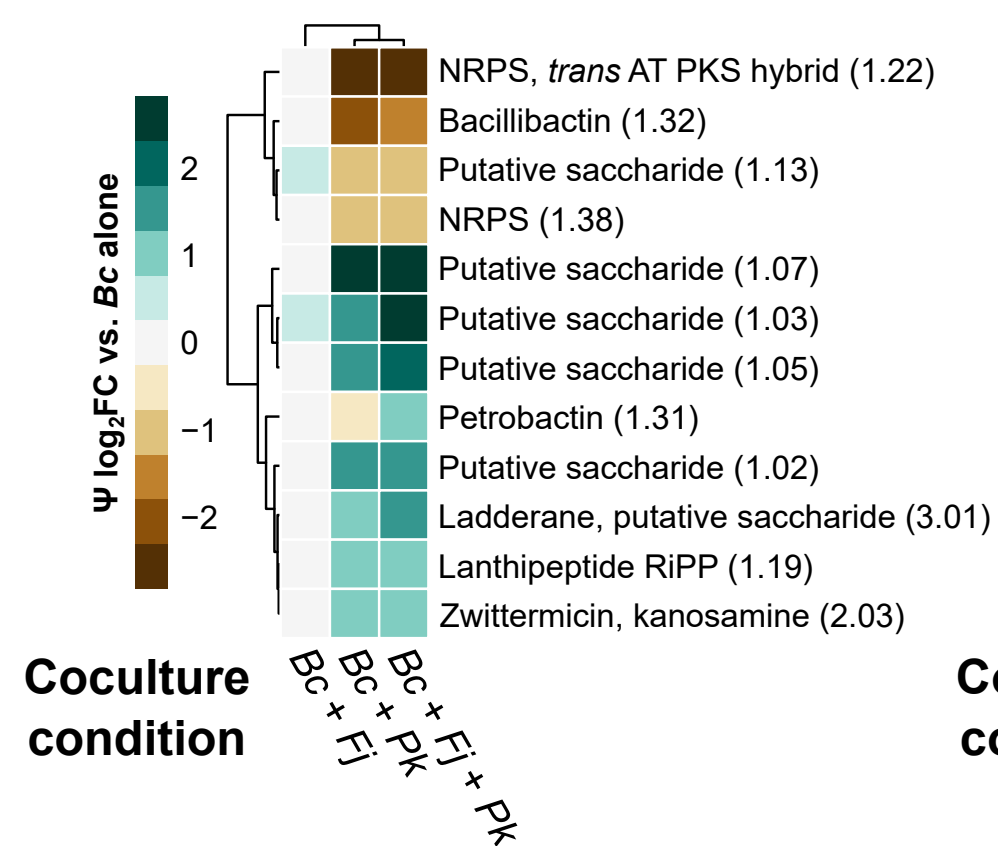 NRPS, trans AT PKS hybrid (1.22)
Bacillibactin (1.32)
Putative saccharide (1.13)
NRPS (1.38)
Putative saccharide (1.07)
Putative saccharide (1.03)
Putative saccharide (1.05)
Petrobactin (1.31)
Putative saccharide (1.02)
Ladderane, putative saccharide (3.01)
Lanthipeptide RiPP (1.19)
Zwittermicin, kanosamine (2.03)
Ψ log₂FC vs. Bc alone
2
1
0
−1
−2
Coculture
condition
Bc + Fj
Bc + Pk
Bc + Fj + Pk